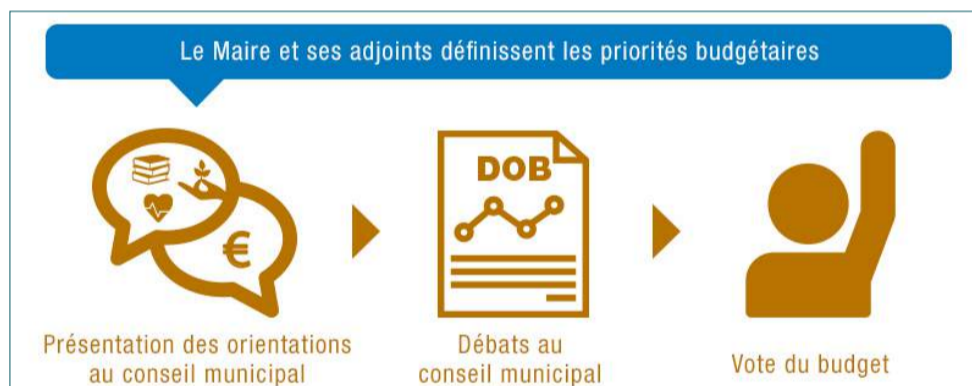 Le Maire et ses adjoints définissent les priorités budgétaires
€
DOB
Présentation des orientations
au conseil municipal
Débats au
conseil municipal
Vote du budget